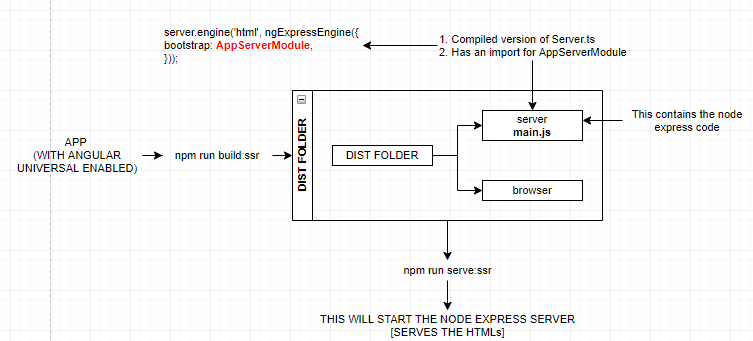 server.engine('html', ngExpressEngine({
bootstrap: AppServerModule,
}));
1. Compiled version of Server.ts
2. Has an import for AppServerModule
DIST FOLDER
server
main.js
This contains the node
express code
APP
(WITH ANGULAR
UNIVERSAL ENABLED)
npm run build:ssr
DIST FOLDER
browser
npm run serve:ssr
THIS WILL START THE NODE EXPRESS SERVER
[SERVES THE HTMLs]